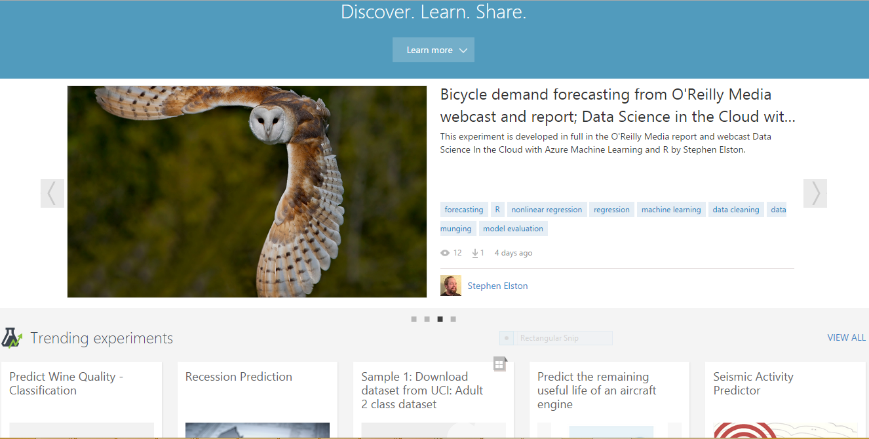 Discover. Learn. Share.
Learn more
Bicycle demand forecasting from O'Reilly Media
webcast and report; Data Science in the Cloud wit...
This experiment is developed in full in the O'Reilly Media report and webcast Data
Science In the Cloud with Azure Machine Learning and R by Stephen Elston.
forecasting R nonlinear regression regression machine learning data cleaning data
munging model evaluation
12 1 4 days ago
Stephen Elston
Trending experiments
Rectangular Snip
VIEW ALL
Predict Wine Quality -
Classification
Recession Prediction
Sample 1: Download
dataset from UCI: Adult
2 class dataset
Predict the remaining
useful life of an aircraft
engine
Seismic Activity
Predictor